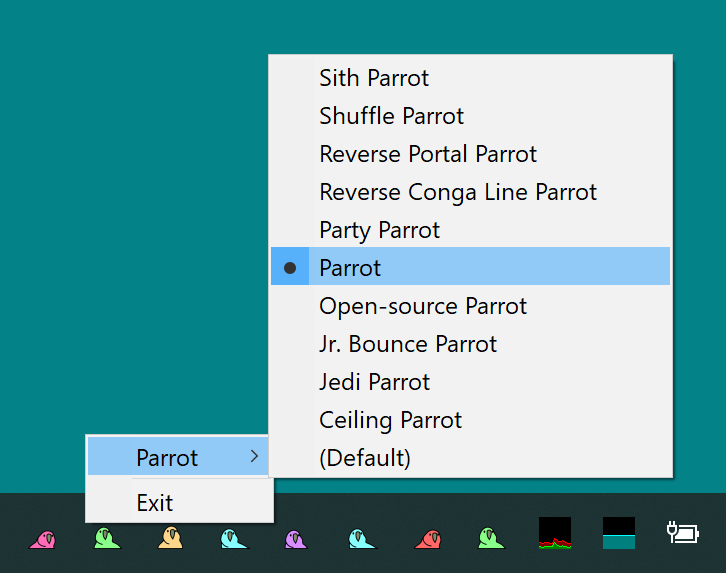 Sith Parrot
Shuffle Parrot
Reverse Portal Parrot
Reverse Conga Line Parrot
Party Parrot
Parrot
Open-source Parrot
Jr. Bounce Parrot
Jedi Parrot
Ceiling Parrot
(Default)
Parrot
Exit